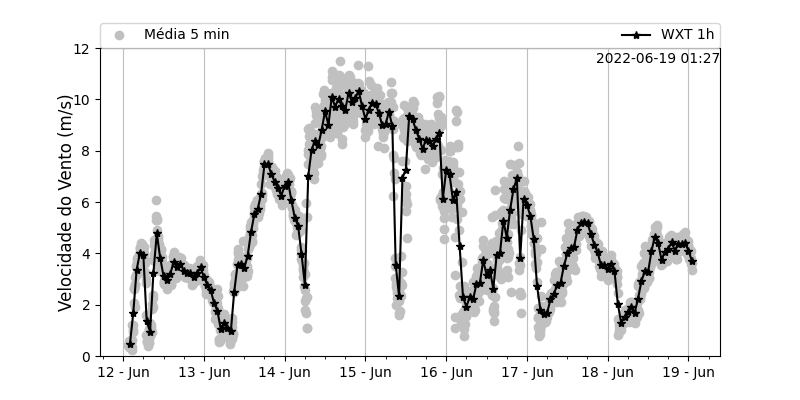 Média 5 min
WXT 1h
2022-06-19 01:27
Velocidade do Vento (m/s)
12
10
8
6
4
2
0
12 - Jun 13 - Jun 14 - Jun 15 - Jun 16 - Jun 17 - Jun 18 - Jun 19 - Jun